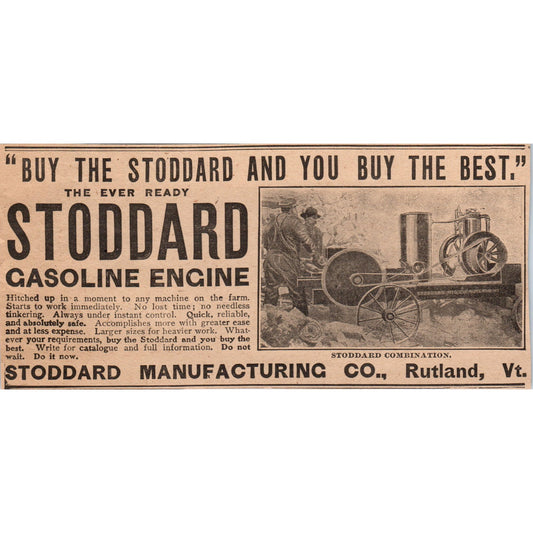 "BUY THE STODDARD AND YOU BUY THE BEST."
THE EVER READY
STODDARD
GASOLINE ENGINE
Hitched up in a moment to any machine on the farm.
Starts to work immediately. No lost time; no needless
tinkering. Always under instant control. Quick, reliable,
and absolutely safe. Accomplishes more with greater ease
and at less expense. Larger sizes for heavier work. What-
ever your requirements, buy the Stoddard and you buy the
best. Write for catalogue and full information. Do not
wait. Do it now.
STODDARD COMBINATION.
STODDARD MANUFACTURING CO., Rutland, Vt.